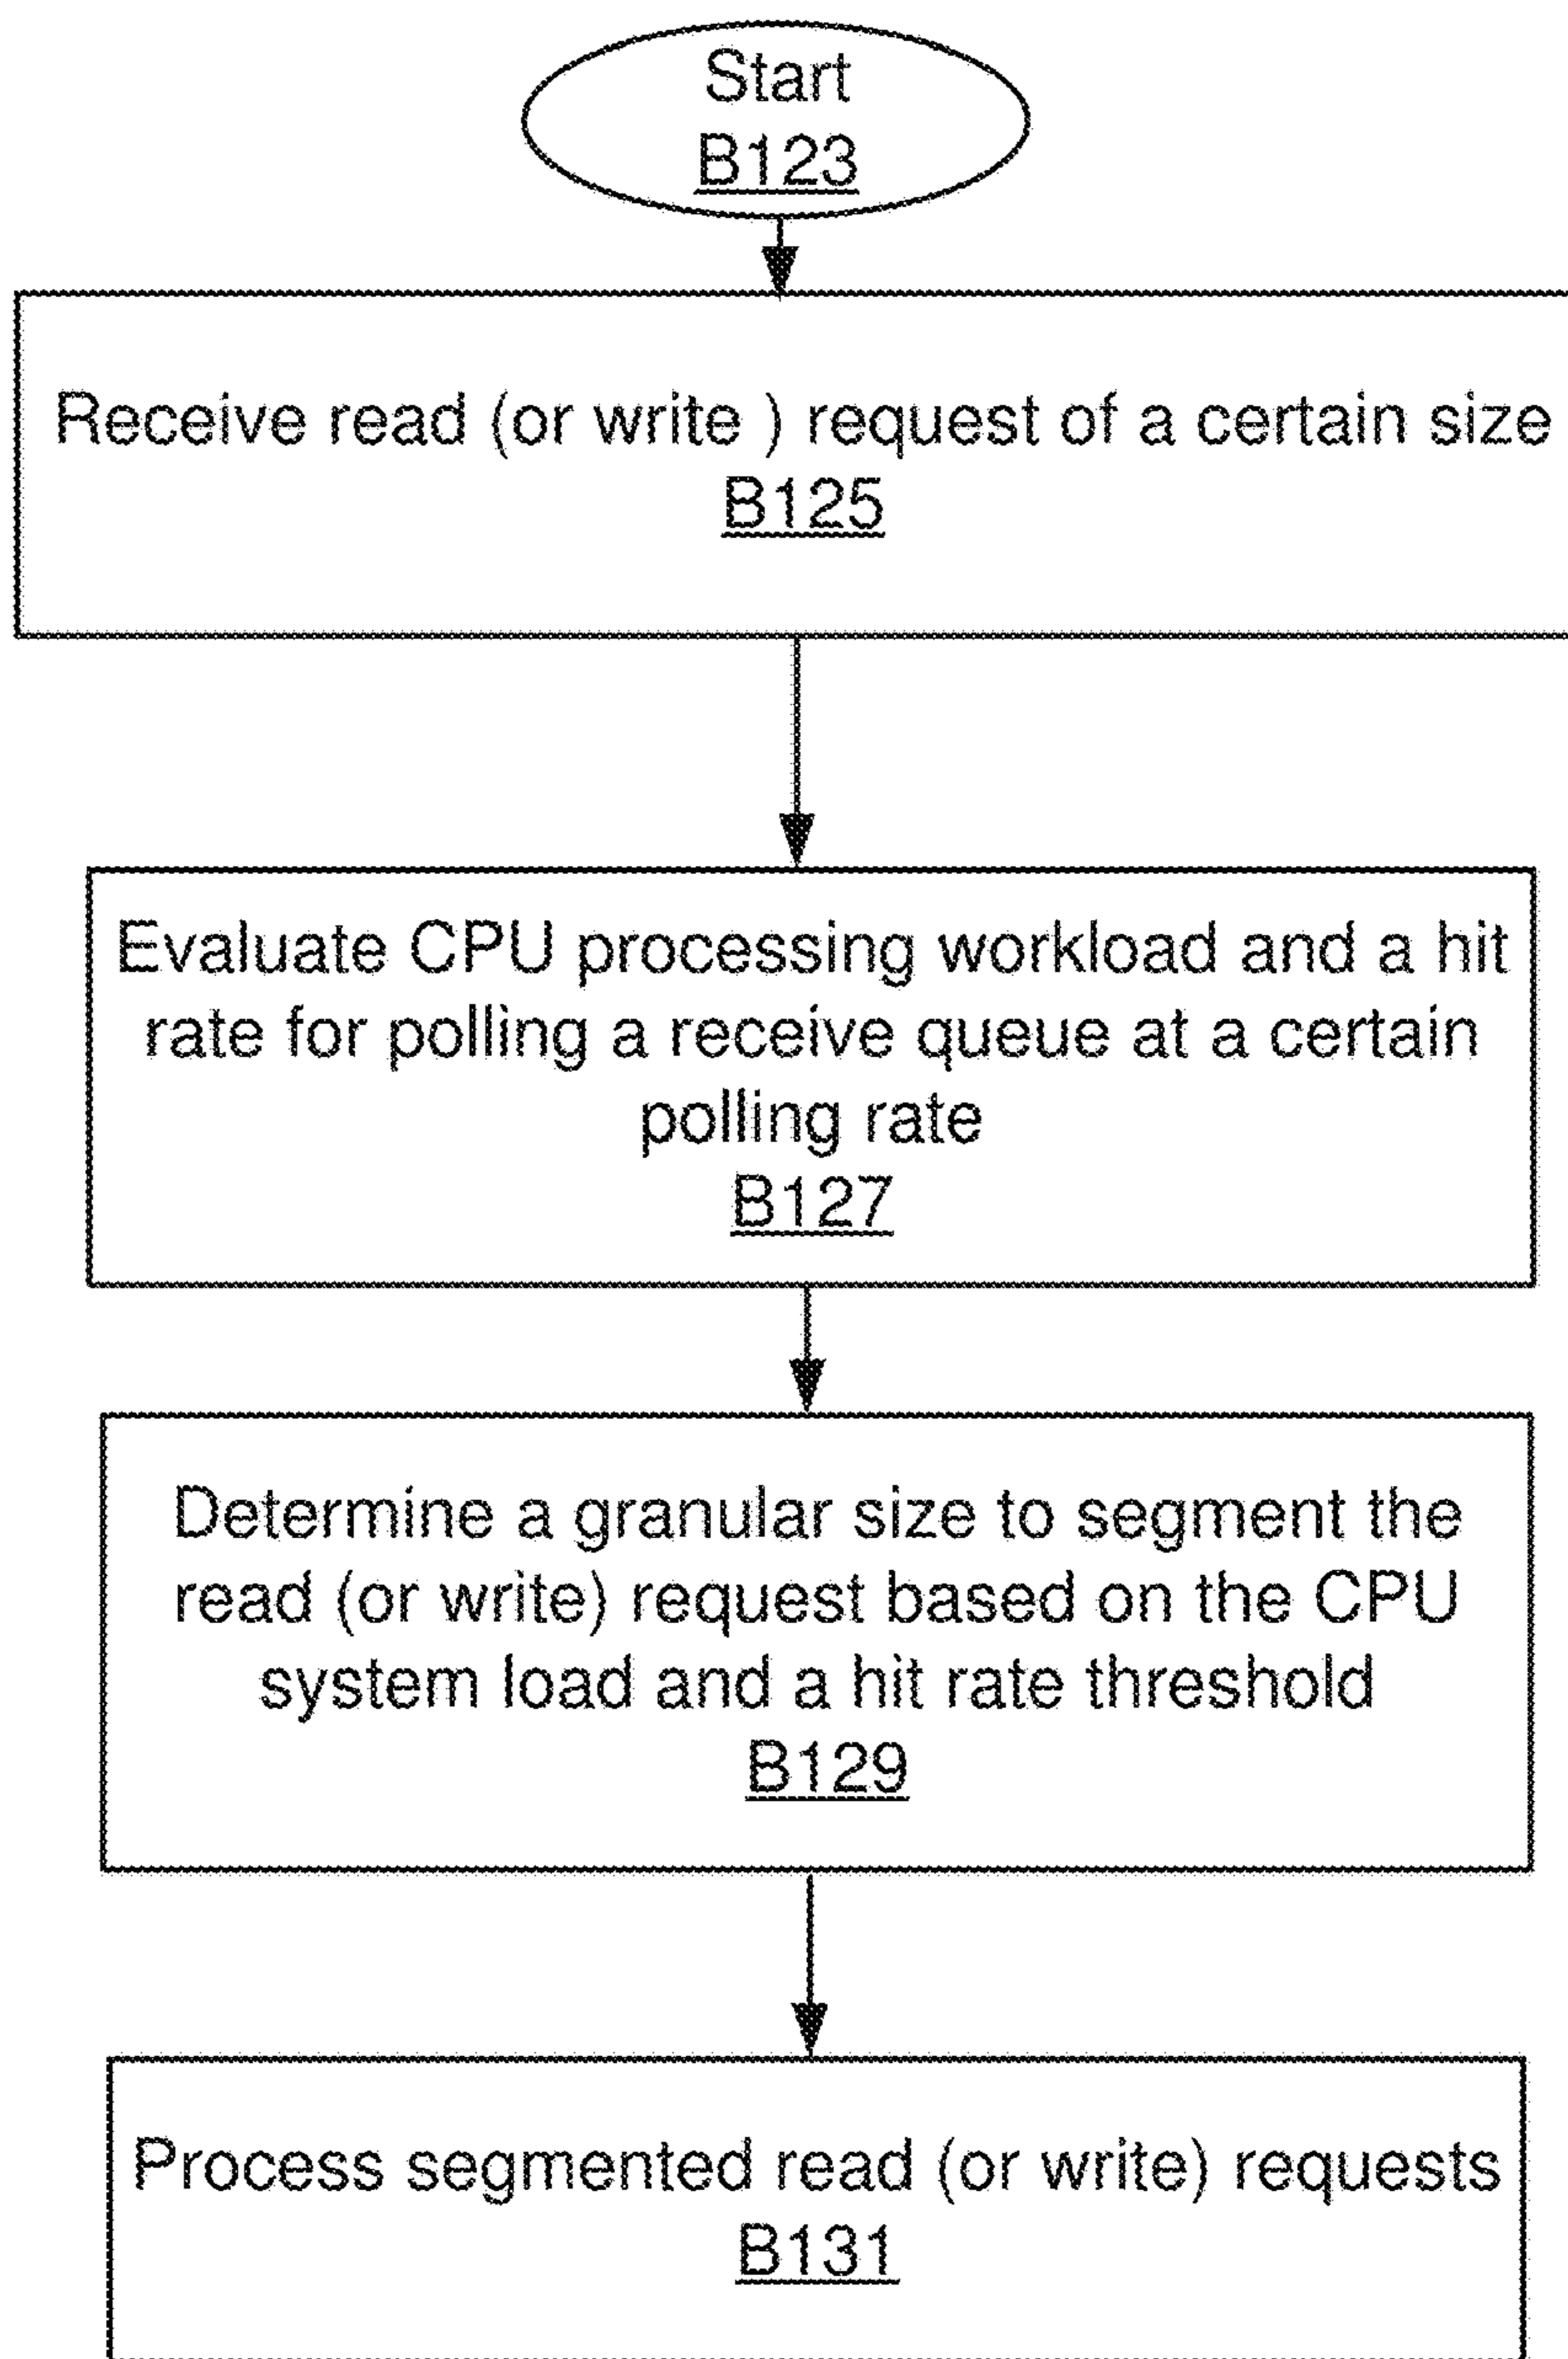 Start
B123
Receive read (or write ) request of a certain size
B125
Evaluate CPU processing workload and a hit
rate for polling a receive queue at a certain
polling rate
B127
Determine a granular size to segment the
read (or write) request based on the CPU
system load and a hit rate threshold
B129
Process segmented read (or write) requests
B131